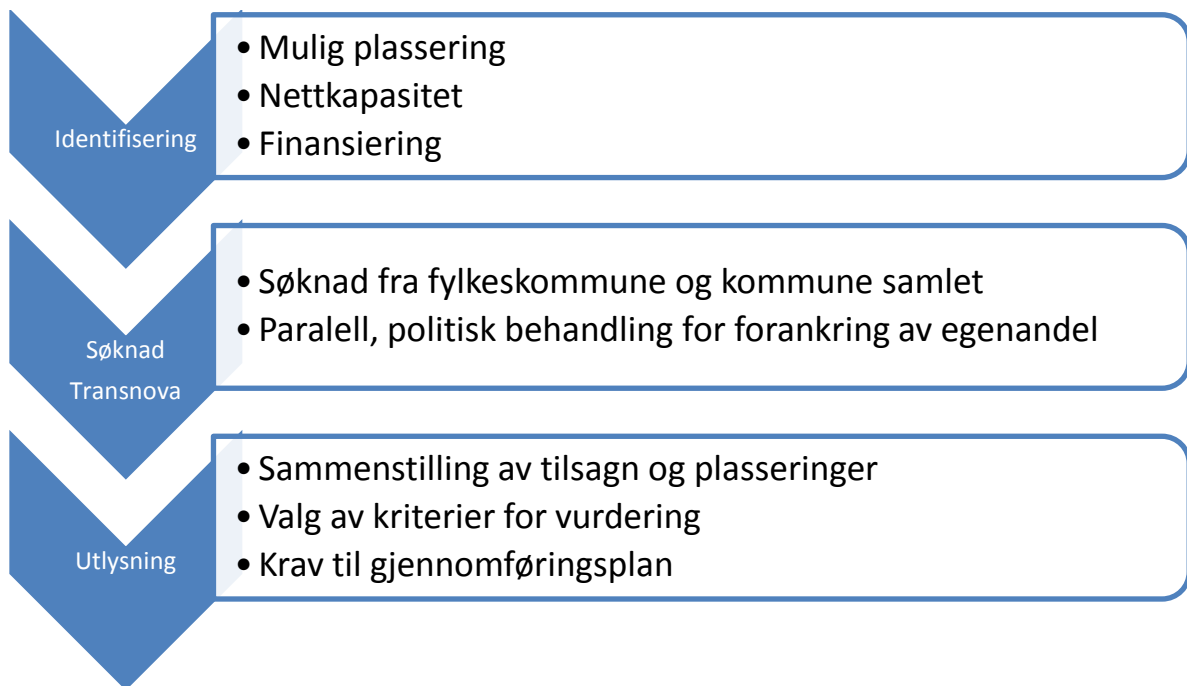 Identifisering
• Mulig plassering
• Nettkapasitet
• Finansiering
Søknad
Transnova
• Søknad fra fylkeskommune og kommune samlet
• Paralell, politisk behandling for forankring av egenandel
Utlysning
• Sammenstilling av tilsagn og plasseringer
• Valg av kriterier for vurdering
• Krav til gjennomføringsplan